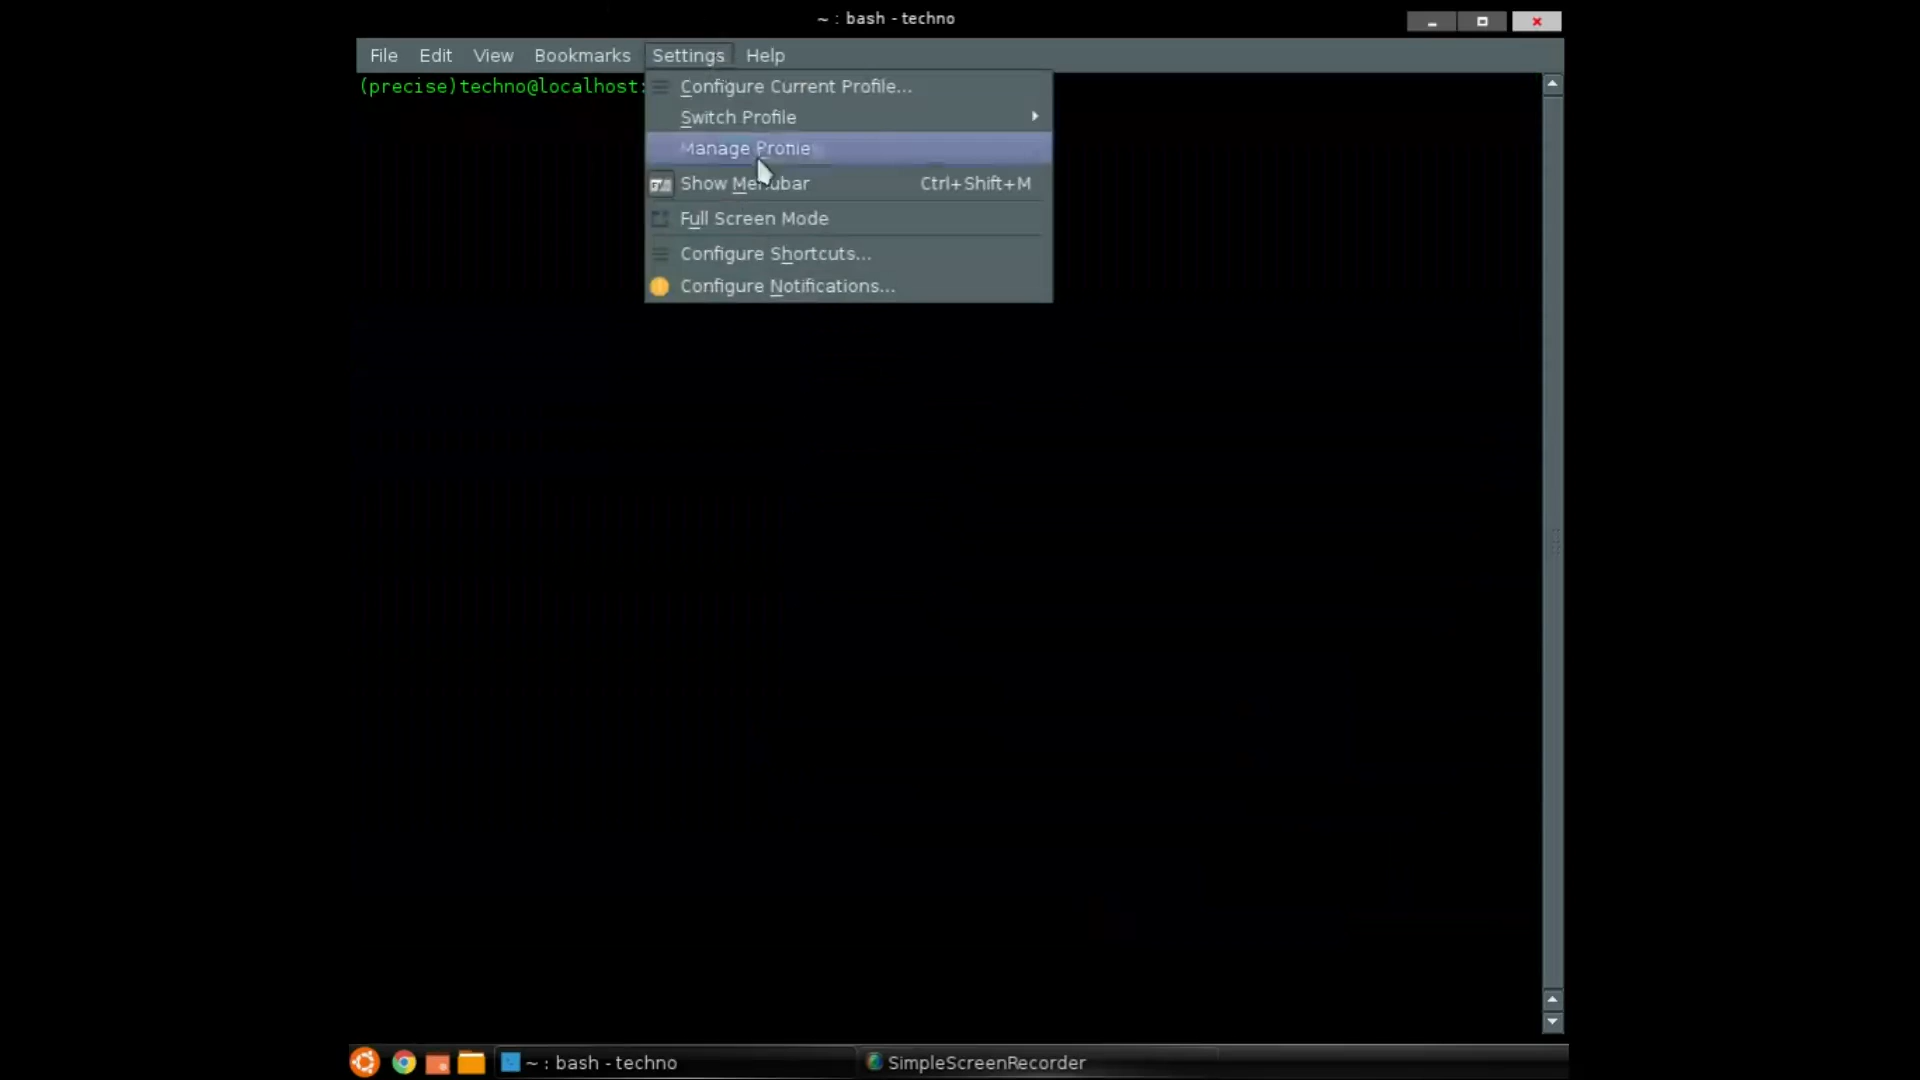 ~ : bash - techno
File Edit View Bookmarks Settings Help
(precise)techno@localhost:
Configure Current Profile...
Switch Profile
Manage Profile
Show Menubar Ctrl+Shift+M
Full Screen Mode
Configure Shortcuts...
Configure Notifications...
~ : bash - techno SimpleScreenRecorder